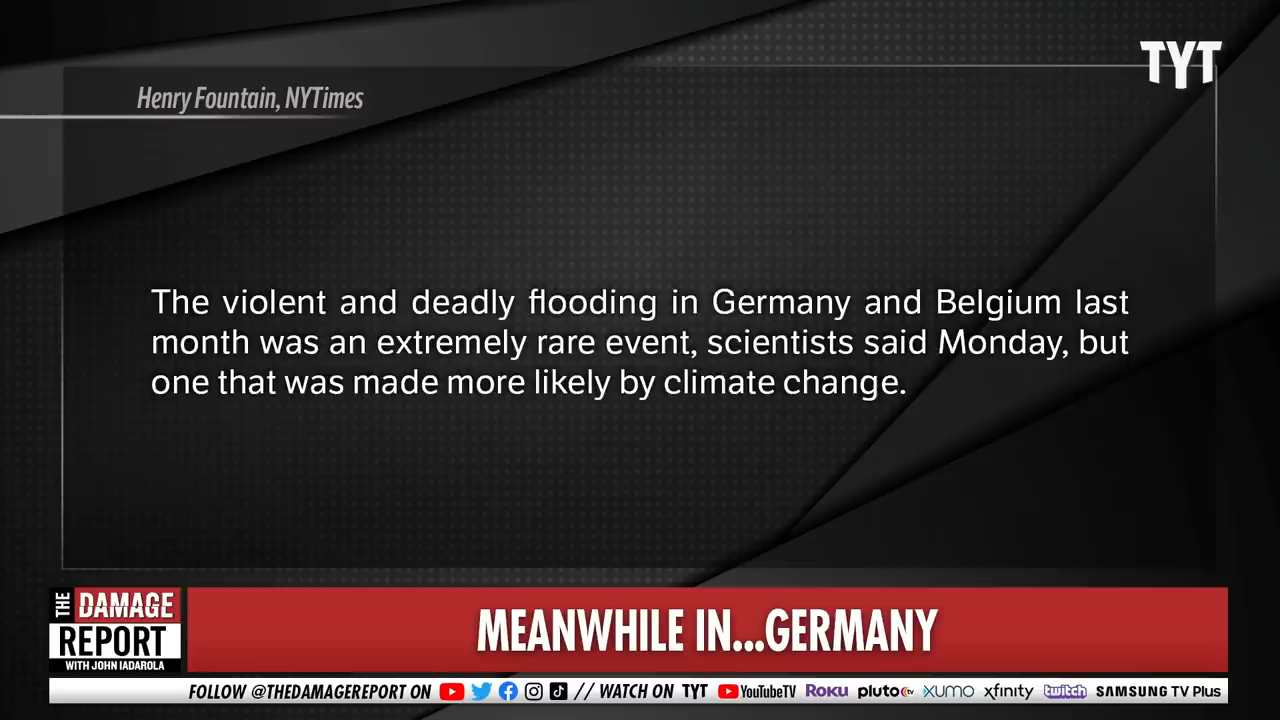 TYT
Henry Fountain, NYTimes
The violent and deadly flooding in Germany and Belgium last
month was an extremely rare event, scientists said Monday, but
one that was made more likely by climate change.
THE DAMAGE
REPORT
WITH JOHN IADAROLA
MEANWHILE IN...GERMANY
FOLLOW @THEDAMAGEREPORT ON // WATCH ON TYT YouTubeTV Roku pluto tv xumo xfinity twitch SAMSUNG TV Plus